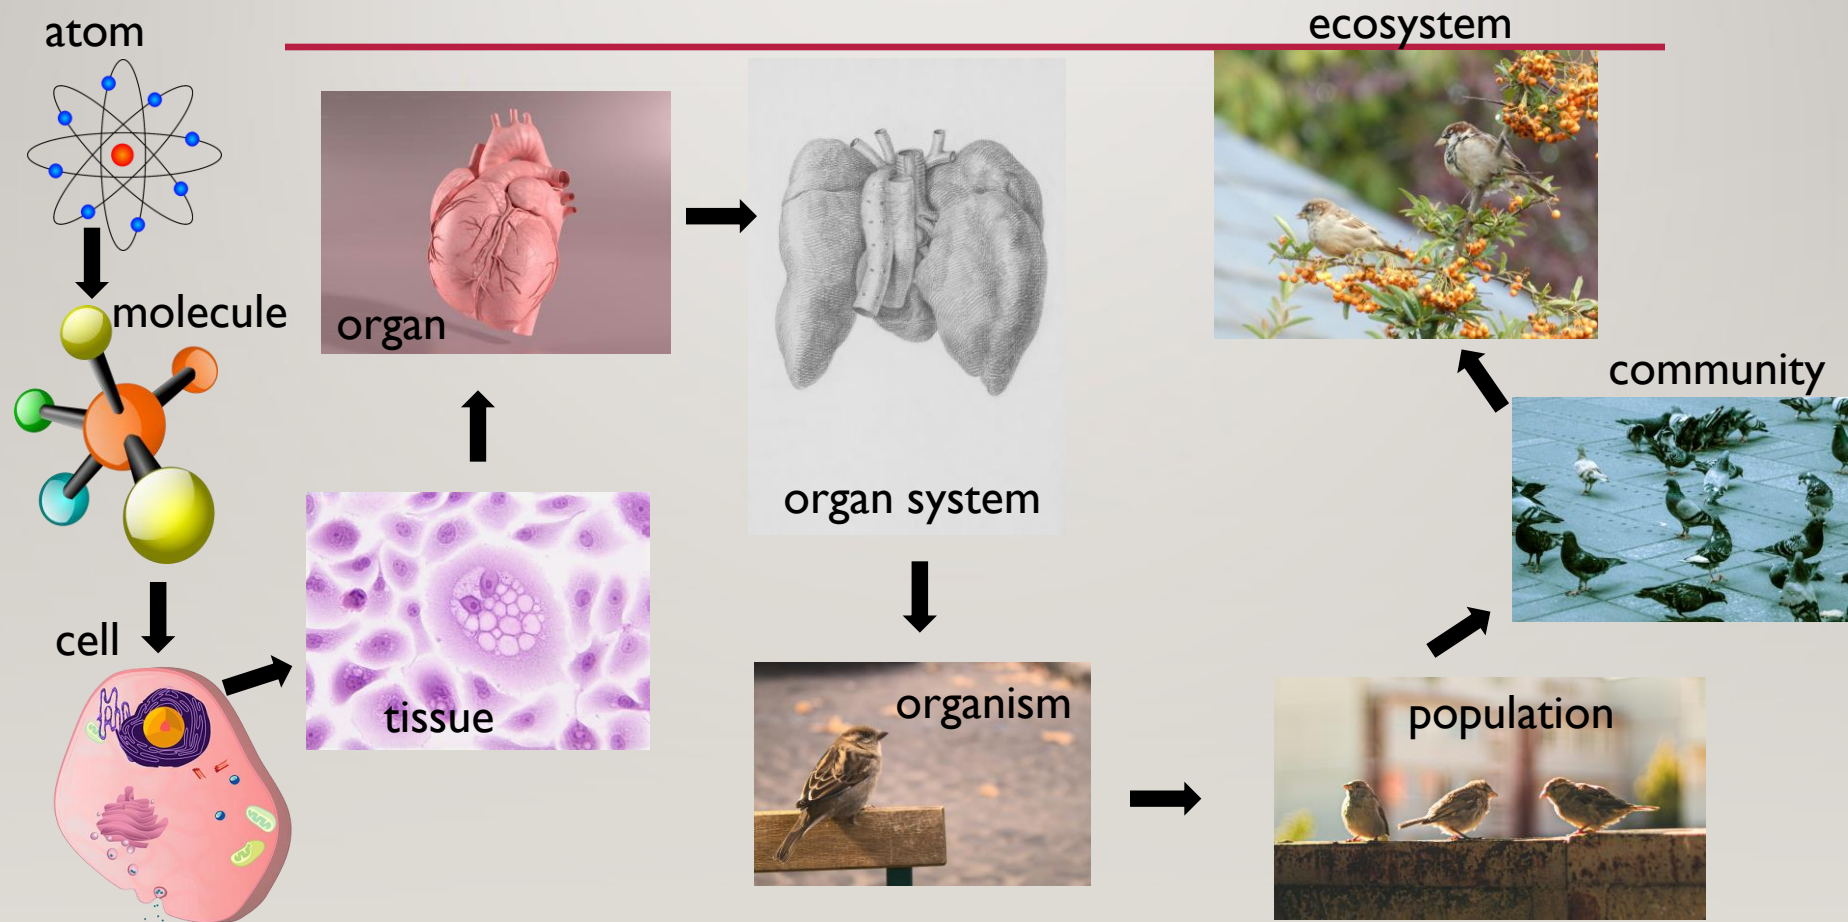 atom
molecule
cell
tissue
organ
organ system
organism
population
community
ecosystem